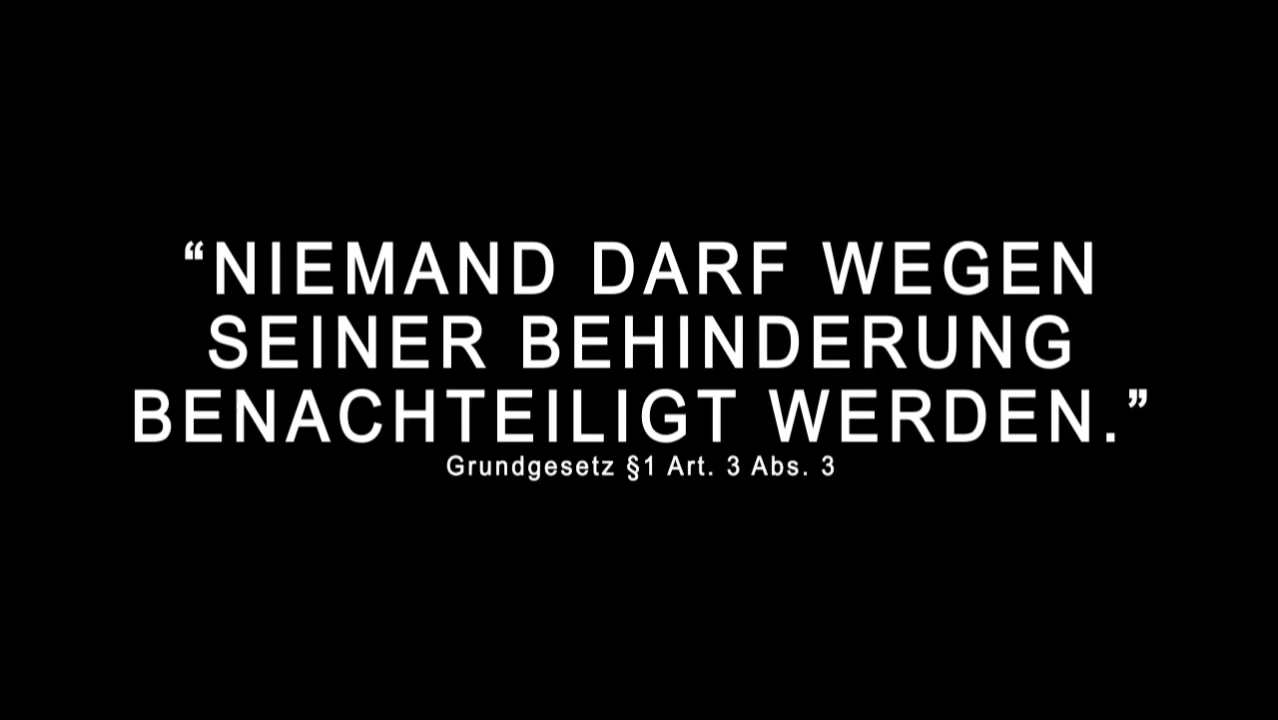 “NIEMAND DARF WEGEN
SEINER BEHINDERUNG
BENACHTEILIGT WERDEN.”
Grundgesetz §1 Art. 3 Abs. 3